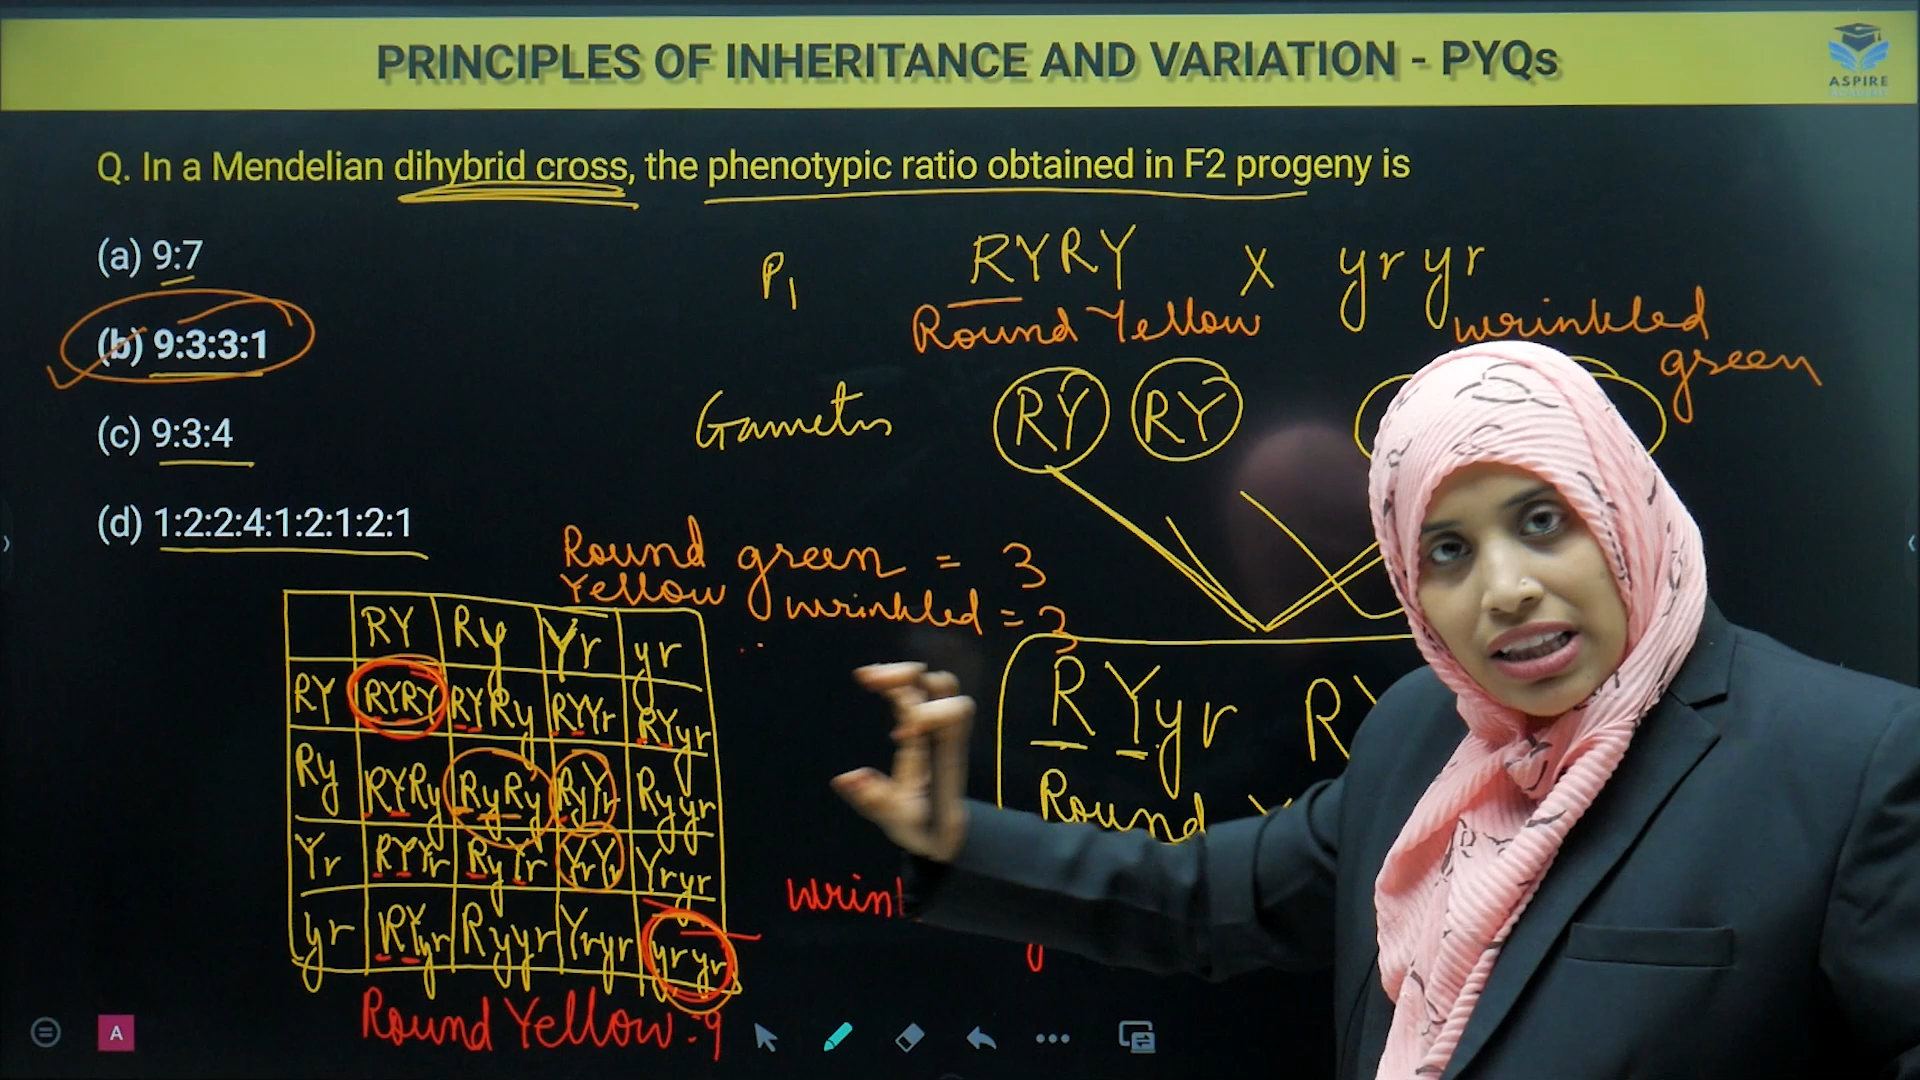 PRINCIPLES OF INHERITANCE AND VARIATION - PYQs
ASPIRE
Q. In a Mendelian dihybrid cross, the phenotypic ratio obtained in F2 progeny is
(a) 9:7
(b) 9:3:3:1
(c) 9:3:4
(d) 1:2:2:4:1:2:1:2:1
P1 RYRY X yryr
Round Yellow wrinkled
green
Gametes RY RY
Round green = 3
Yellow wrinkled = 3
RY Ry Yr yr
RY RYRY RYRy RYYr RYyr
Ry RYRy RyRy RyYr Ryyr
Yr RYYr RyYr YrYr Yryr
yr RYyr Ryyr Yryr yryr
Round Yellow :9
RYyr
Round
A